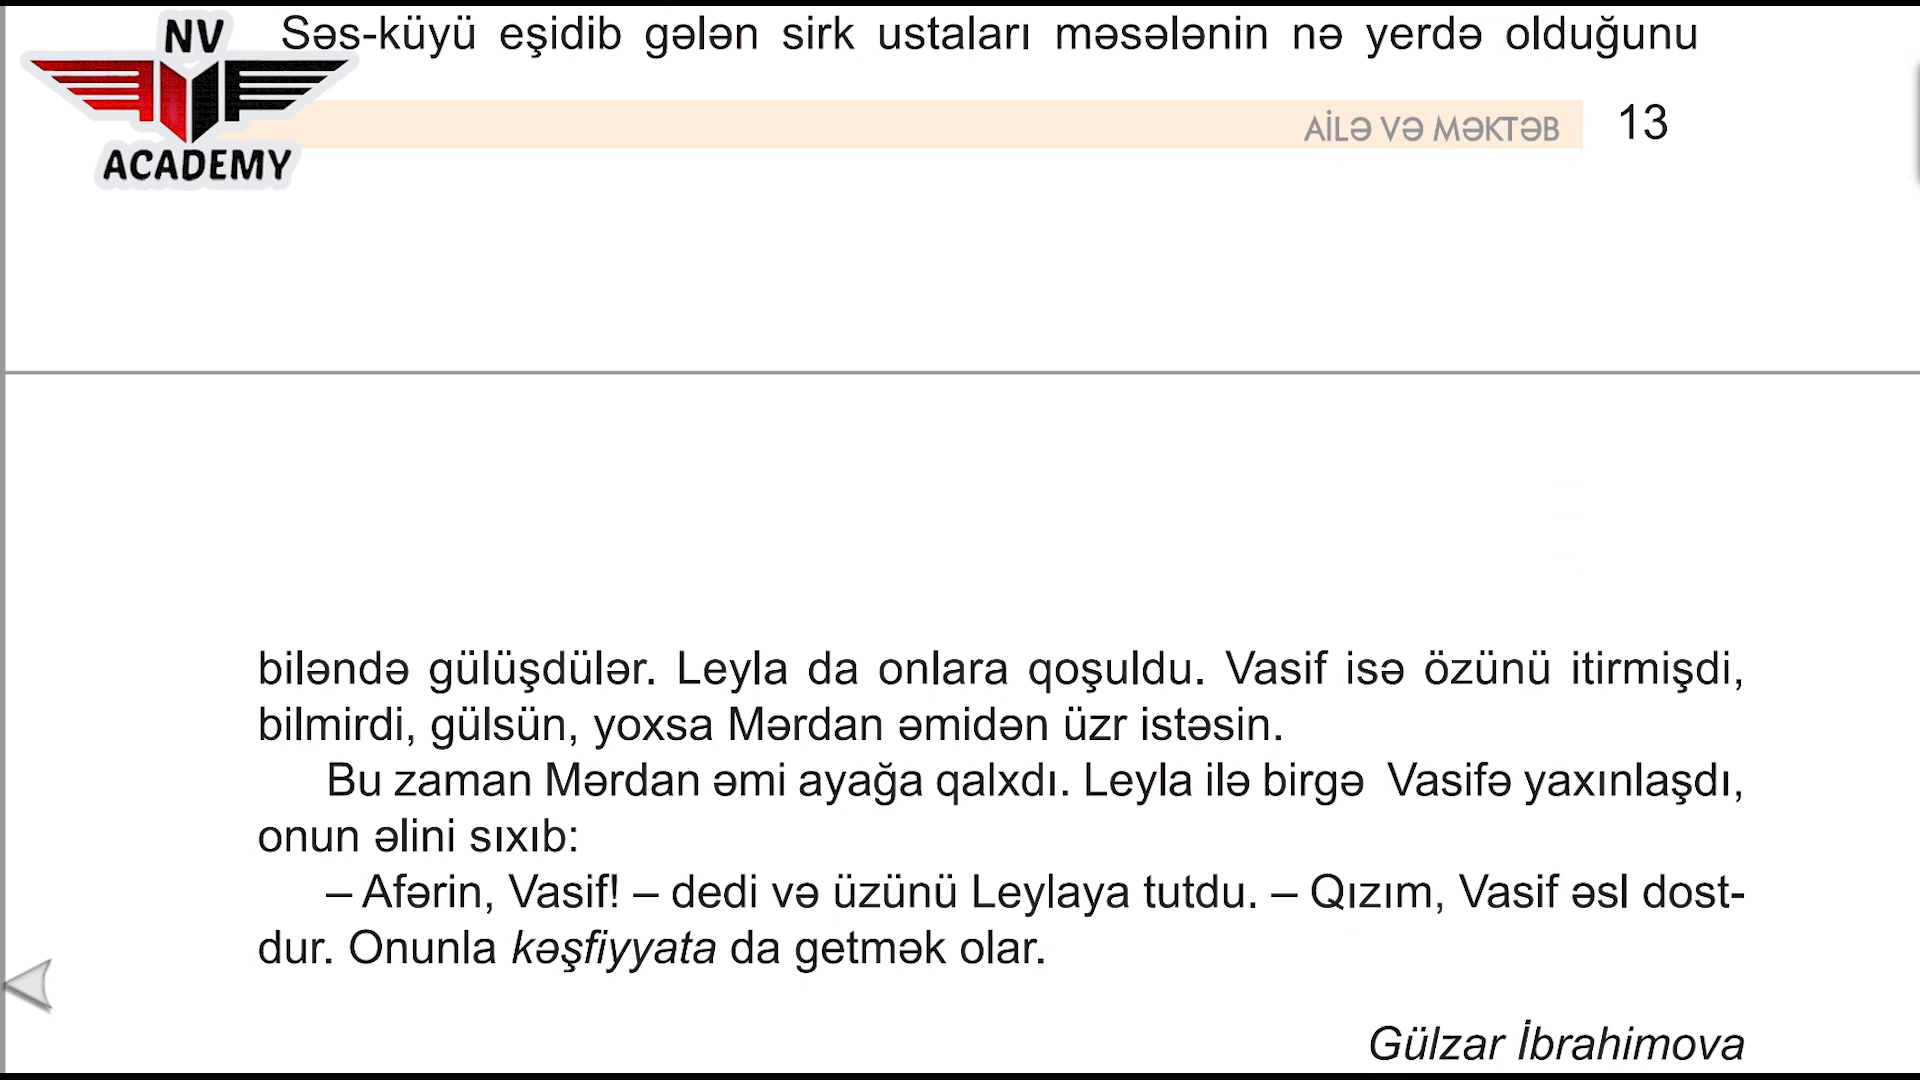 NV
ACADEMY
Səs-küyü eşidib gələn sirk ustaları məsələnin nə yerdə olduğunu
AİLƏ VƏ MƏKTƏB 13
biləndə gülüşdülər. Leyla da onlara qoşuldu. Vasif isə özünü itirmişdi,
bilmirdi, gülsün, yoxsa Mərdan əmidən üzr istəsin.
Bu zaman Mərdan əmi ayağa qalxdı. Leyla ilə birgə Vasifə yaxınlaşdı,
onun əlini sıxıb:
– Afərin, Vasif! – dedi və üzünü Leylaya tutdu. – Qızım, Vasif əsl dost-
dur. Onunla kəşfiyyata da getmək olar.
Gülzar İbrahimova